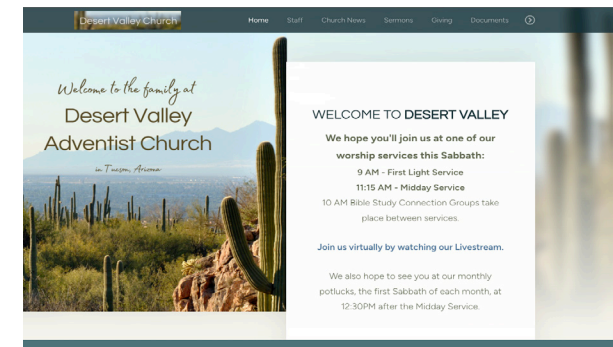 Desert Valley Church
Home Staff Church News Sermons Giving Documents
Welcome to the family at
Desert Valley
Adventist Church
in Tucson, Arizona
WELCOME TO DESERT VALLEY
We hope you'll join us at one of our
worship services this Sabbath:
9 AM - First Light Service
11:15 AM - Midday Service
10 AM Bible Study Connection Groups take
place between services.
Join us virtually by watching our Livestream.
We also hope to see you at our monthly
potlucks, the first Sabbath of each month, at
12:30PM after the Midday Service.